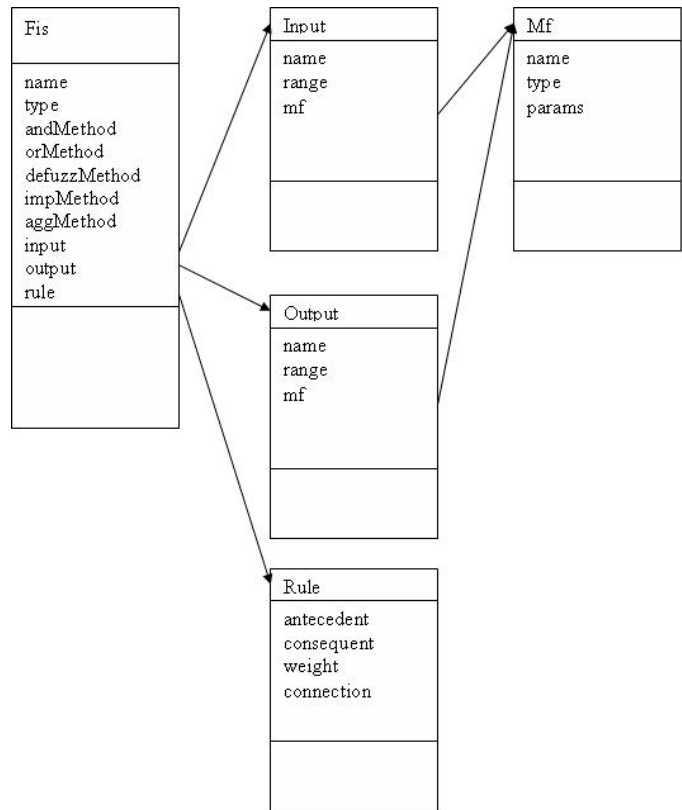 Fis
name
type
andMethod
orMethod
defuzzMethod
impMethod
aggMethod
input
output
rule
Input
name
range
mf
Output
name
range
mf
Rule
antecedent
consequent
weight
connection
Mf
name
type
params